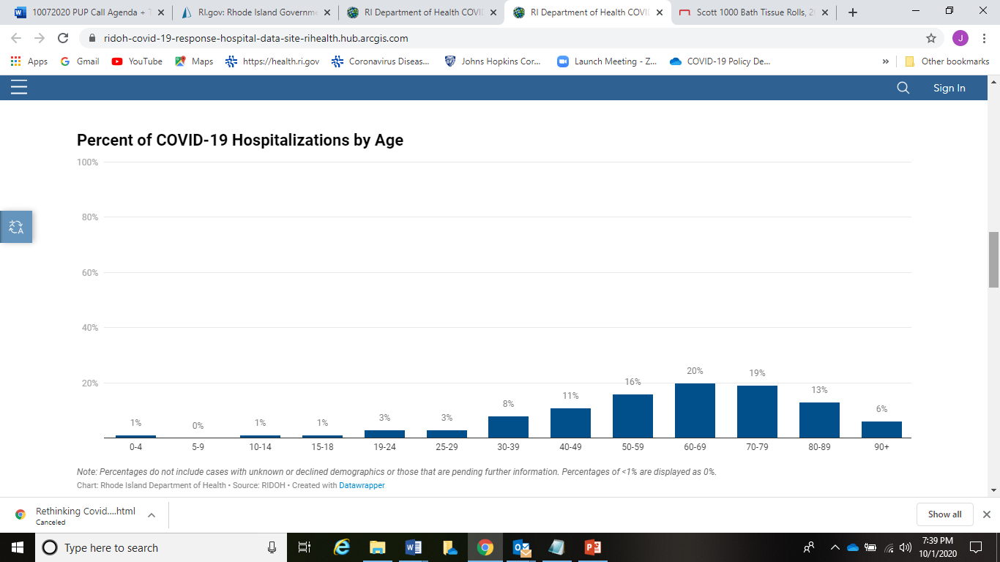 10072020 PUP Call Agenda + T
RI.gov: Rhode Island Governme
RI Department of Health COVI
RI Department of Health COVI
Scott 1000 Bath Tissue Rolls, 2
ridoh-covid-19-response-hospital-data-site-rihealth.hub.arcgis.com
J
Apps
Gmail
YouTube
Maps
https://health.ri.gov
Coronavirus Diseas...
Johns Hopkins Cor...
Launch Meeting - Z...
COVID-19 Policy De...
»
Other bookmarks
Sign In
Percent of COVID-19 Hospitalizations by Age
100%
80%
60%
40%
20%
1%
0%
1%
1%
3%
3%
8%
11%
16%
20%
19%
13%
6%
0-4
5-9
10-14
15-18
19-24
25-29
30-39
40-49
50-59
60-69
70-79
80-89
90+
Note: Percentages do not include cases with unknown or declined demographics or those that are pending further information. Percentages of <1% are displayed as 0%.
Chart: Rhode Island Department of Health • Source: RIDOH • Created with Datawrapper
Rethinking Covid....html
Canceled
Show all
Type here to search
7:39 PM
10/1/2020